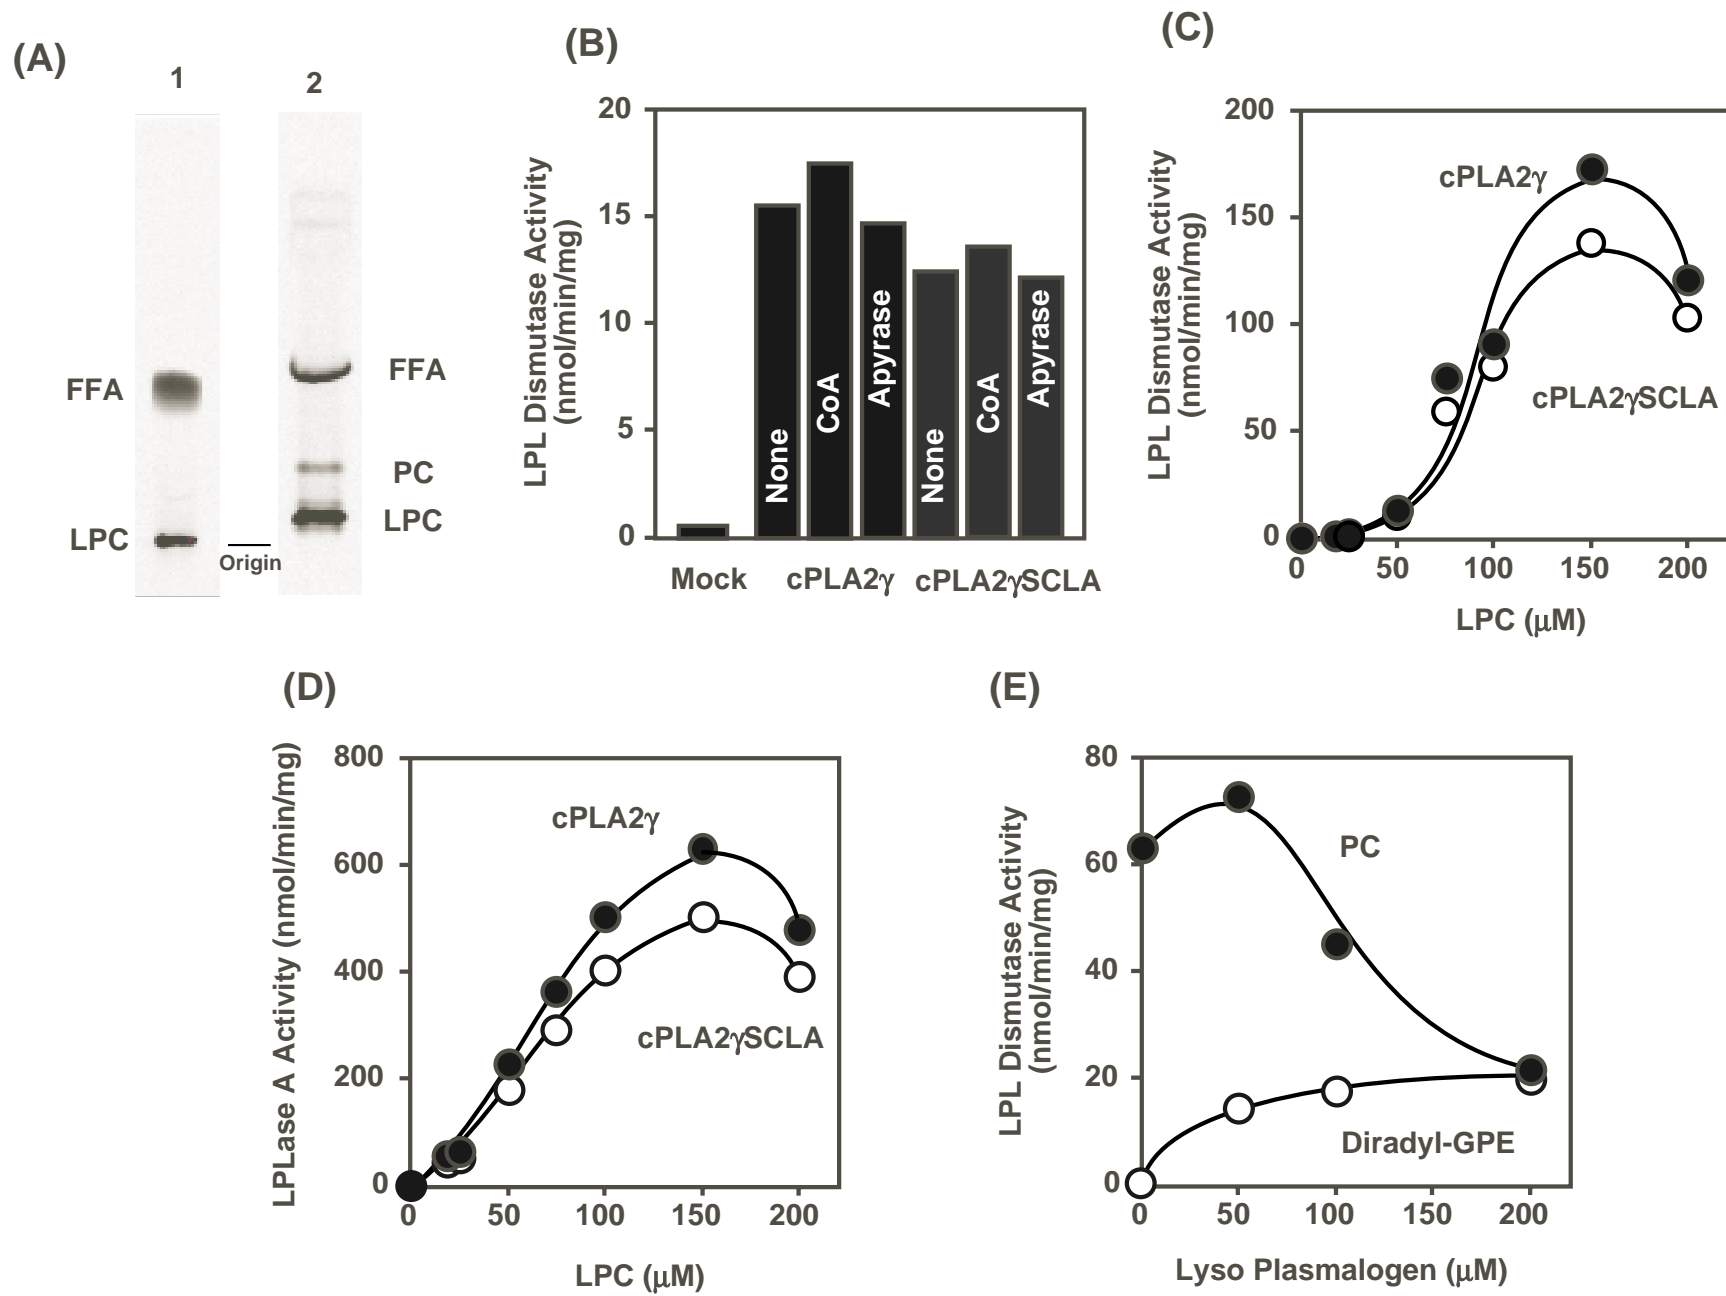 (A)
1
2
FFA
LPC
Origin
FFA
PC
LPC
(B)
LPL Dismutase Activity
(nmol/min/mg)
20
15
10
5
0
None
CoA
Apyrase
None
CoA
Apyrase
Mock
cPLA2γ
cPLA2γSCLA
(C)
LPL Dismutase Activity
(nmol/min/mg)
200
150
100
50
0
cPLA2γ
cPLA2γSCLA
0
50
100
150
200
LPC (μM)
(D)
LPLase A Activity (nmol/min/mg)
800
600
400
200
0
cPLA2γ
cPLA2γSCLA
0
50
100
150
200
LPC (μM)
(E)
LPL Dismutase Activity
(nmol/min/mg)
80
60
40
20
0
PC
Diradyl-GPE
0
50
100
150
200
Lyso Plasmalogen (μM)